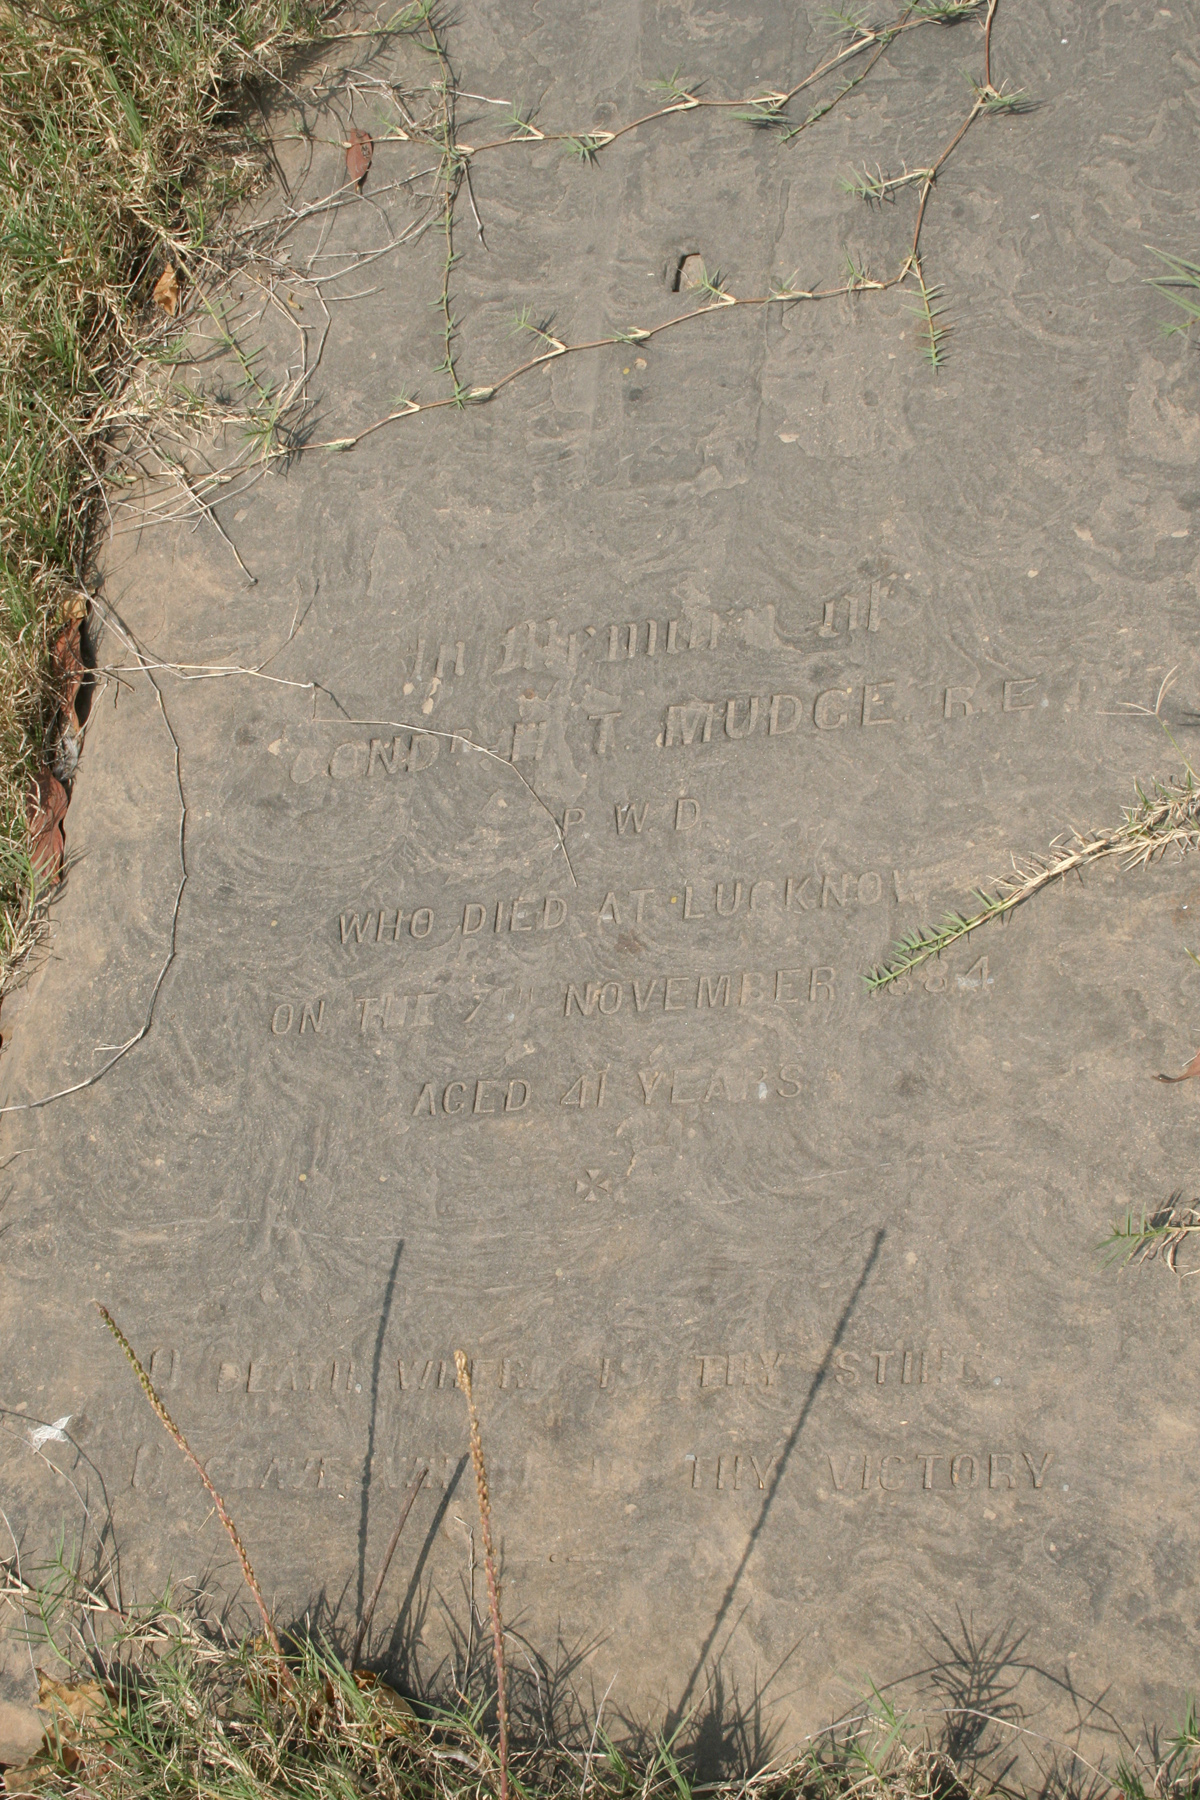 In Memory of
CONDR H T. MUDGE. R.E
P. W. D.
WHO DIED AT LUCKNOW
ON THE 7TH NOVEMBER 1884
AGED 41 YEARS
O DEATH WHERE IS THY STING
O GRAVE WHERE IS THY VICTORY